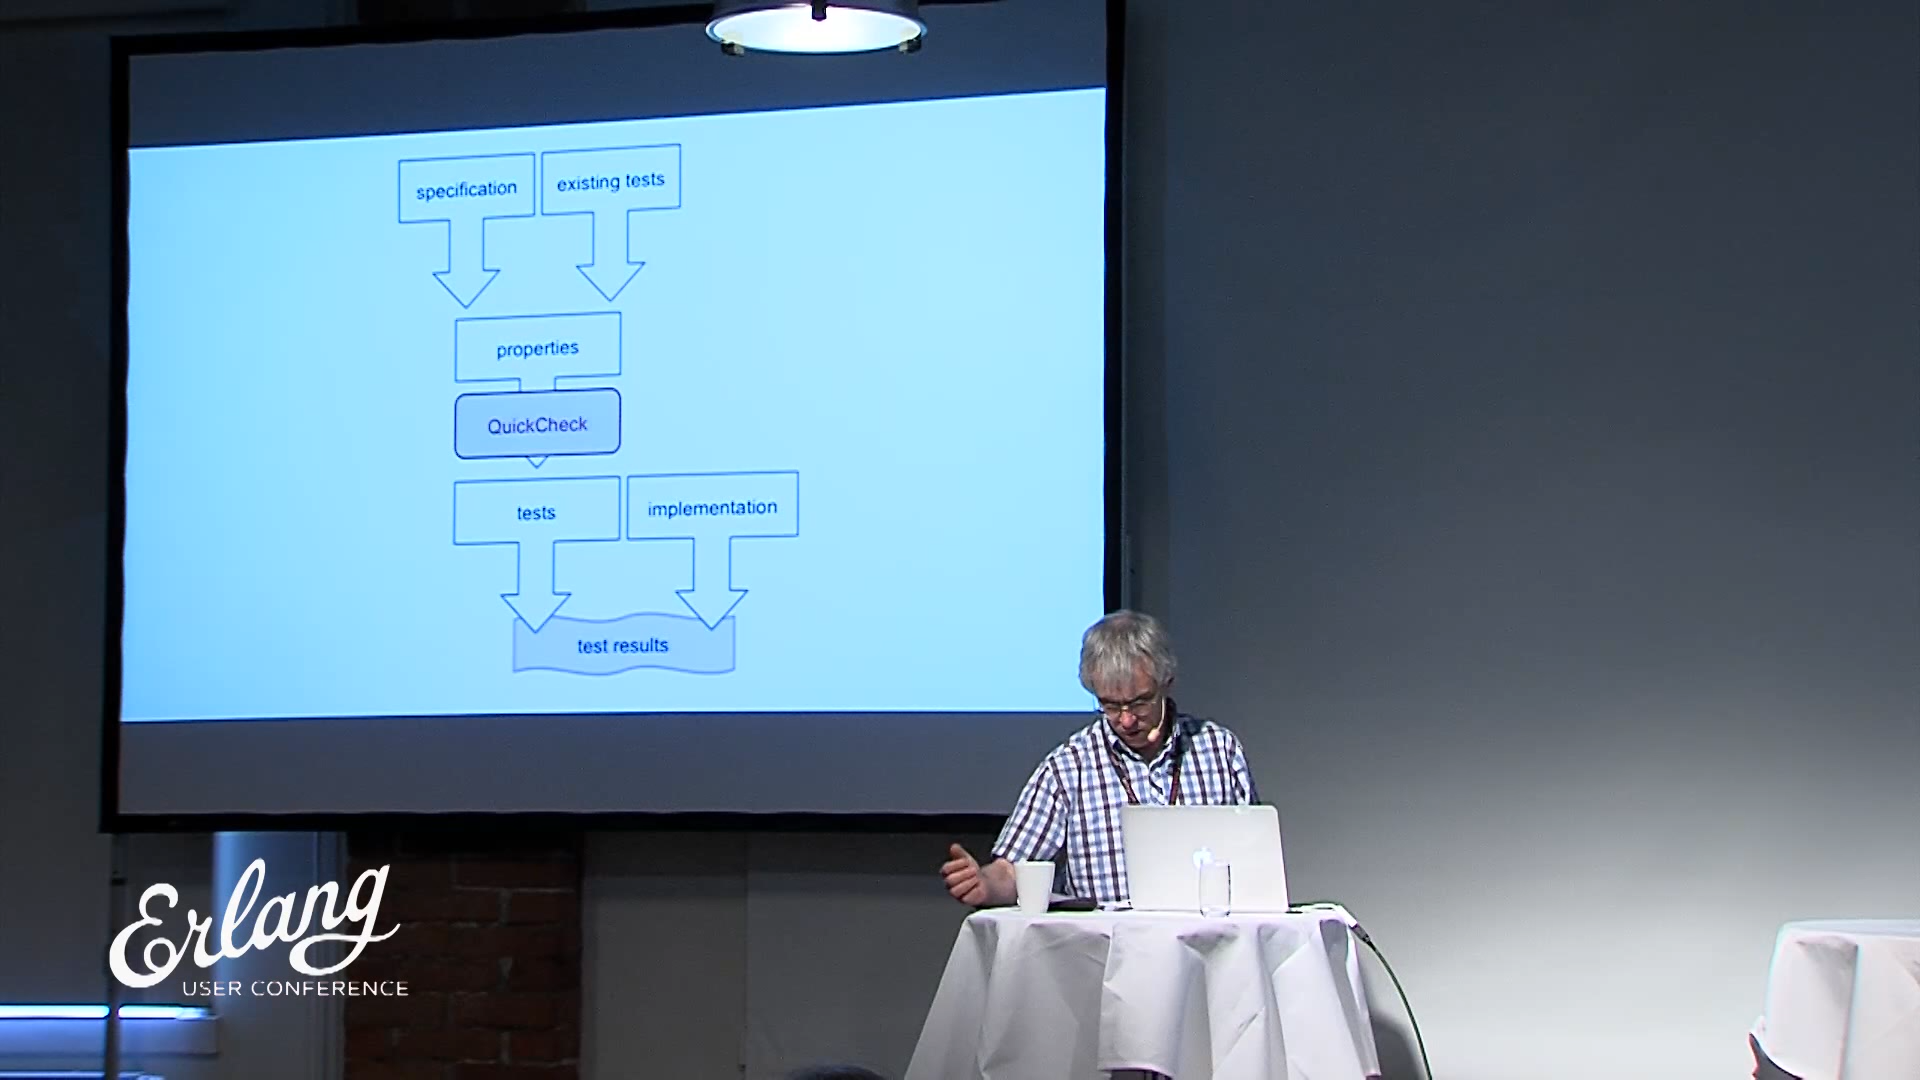 specification
existing tests
properties
QuickCheck
tests
implementation
test results
Erlang
USER CONFERENCE